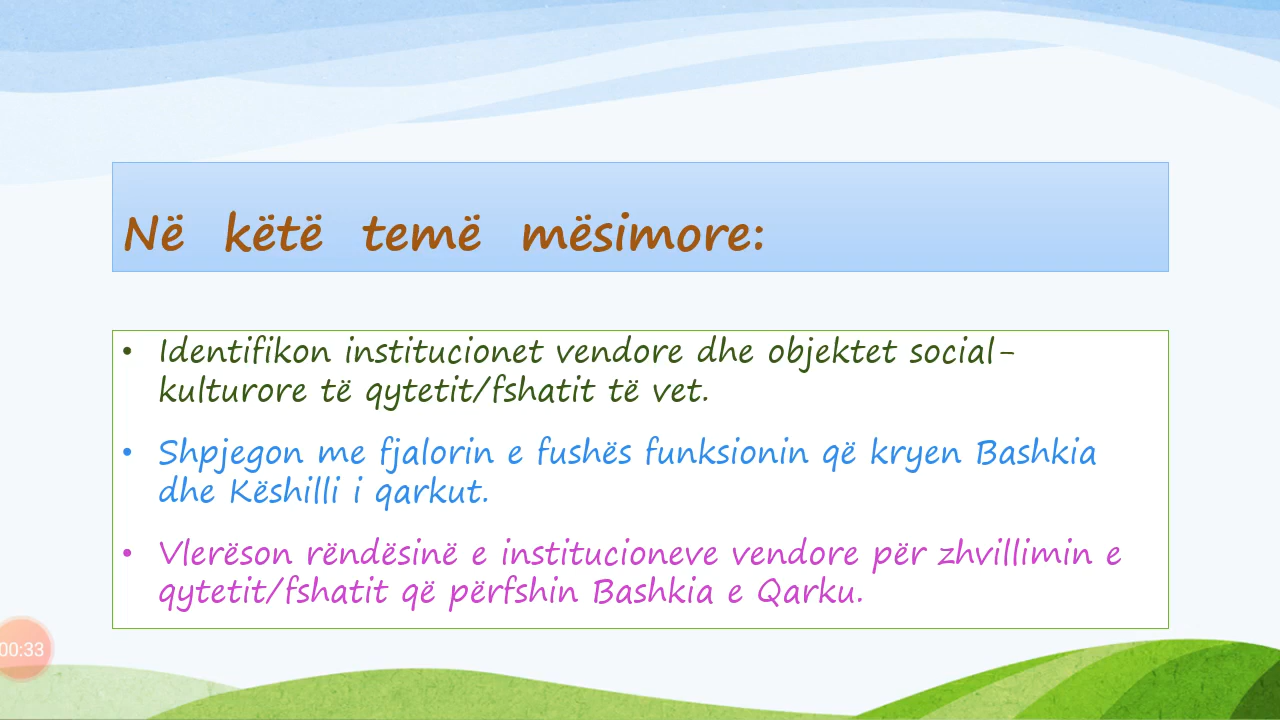 Në këtë temë mësimore:
• Identifikon institucionet vendore dhe objektet social-
kulturore të qytetit/fshatit të vet.
• Shpjegon me fjalorin e fushës funksionin që kryen Bashkia
dhe Këshilli i qarkut.
• Vlerëson rëndësinë e institucioneve vendore për zhvillimin e
qytetit/fshatit që përfshin Bashkia e Qarku.
00:33